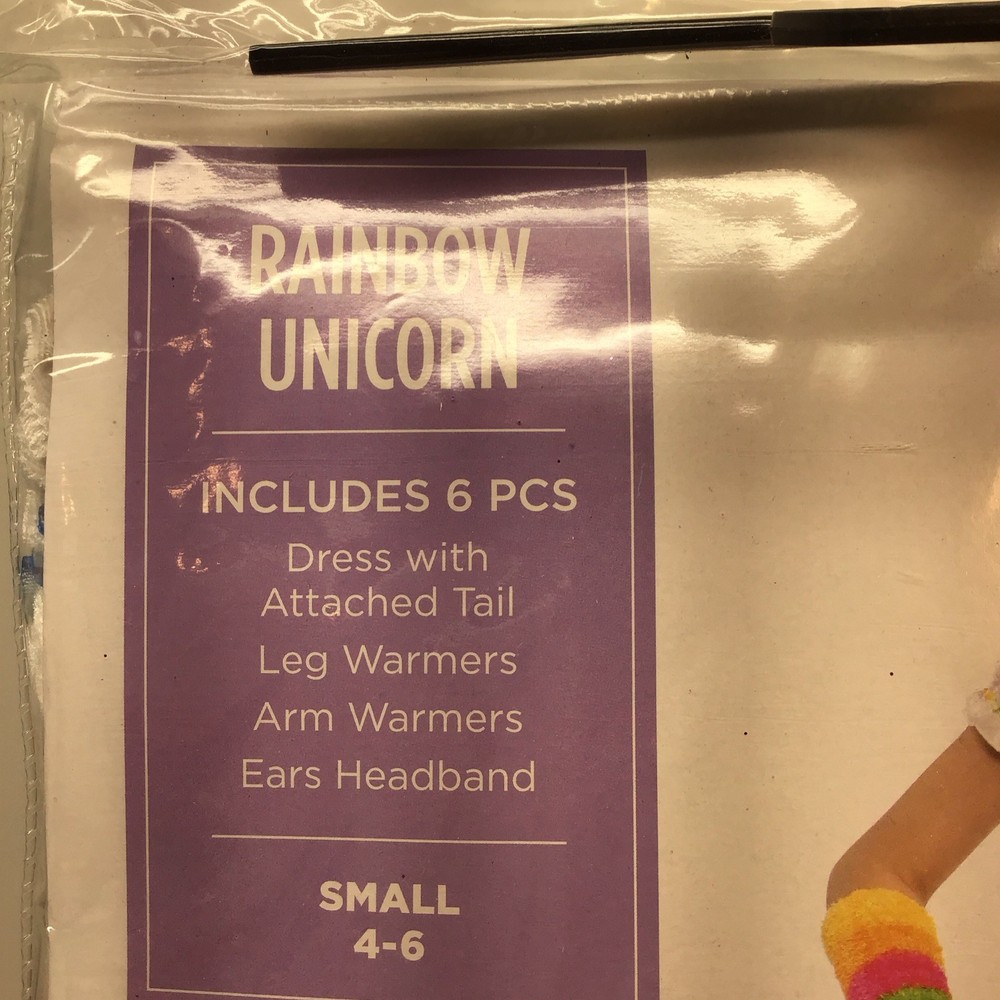 RAINBOW
UNICORN
INCLUDES 6 PCS
Dress with
Attached Tail
Leg Warmers
Arm Warmers
Ears Headband
SMALL
4-6